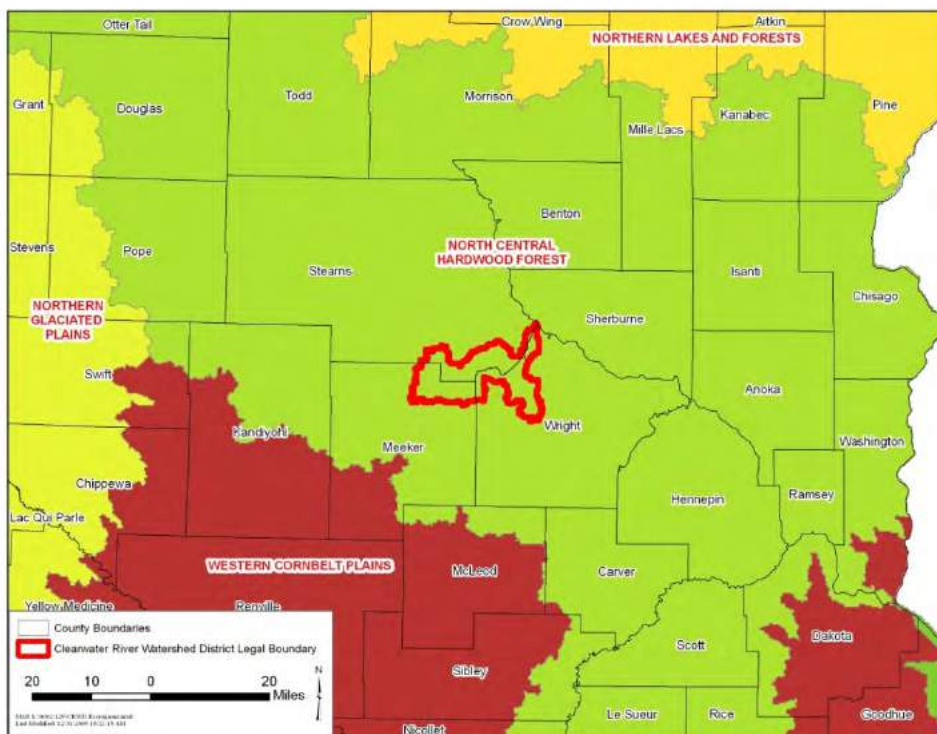 Otter Tail
Crow Wing
Aitkin
NORTHERN LAKES AND FORESTS
Grant
Douglas
Todd
Morrison
Mille Lacs
Kanabec
Pine
Benton
Stevens
Pope
Stearns
NORTH CENTRAL
HARDWOOD FOREST
Isanti
Chisago
NORTHERN
GLACIATED
PLAINS
Sherburne
Swift
Anoka
Kandiyohi
Meeker
Wright
Washington
Chippewa
Hennepin
Ramsey
Lac Qui Parle
WESTERN CORNBELT PLAINS
McLeod
Carver
Yellow Medicine
Renville
County Boundaries
Clearwater River Watershed District Legal Boundary
Scott
Dakota
Sibley
N
20 10 0 20
Miles
Le Sueur
Rice
Goodhue
Nicollet